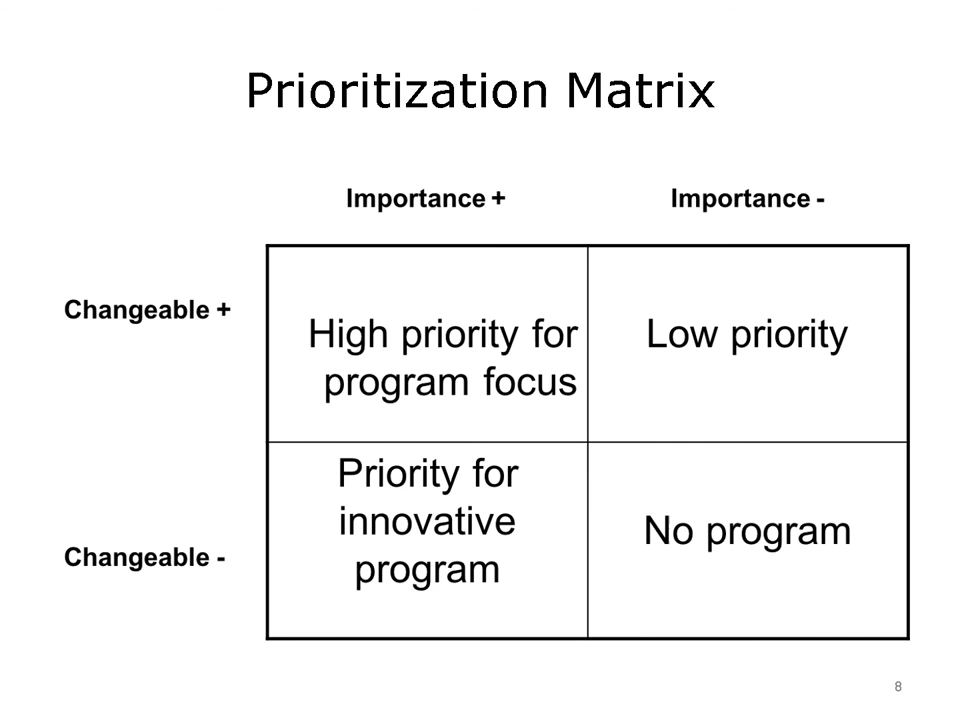 Prioritization Matrix
Importance +
Importance -
Changeable +
High priority for
program focus
Low priority
Changeable -
Priority for
innovative
program
No program
8